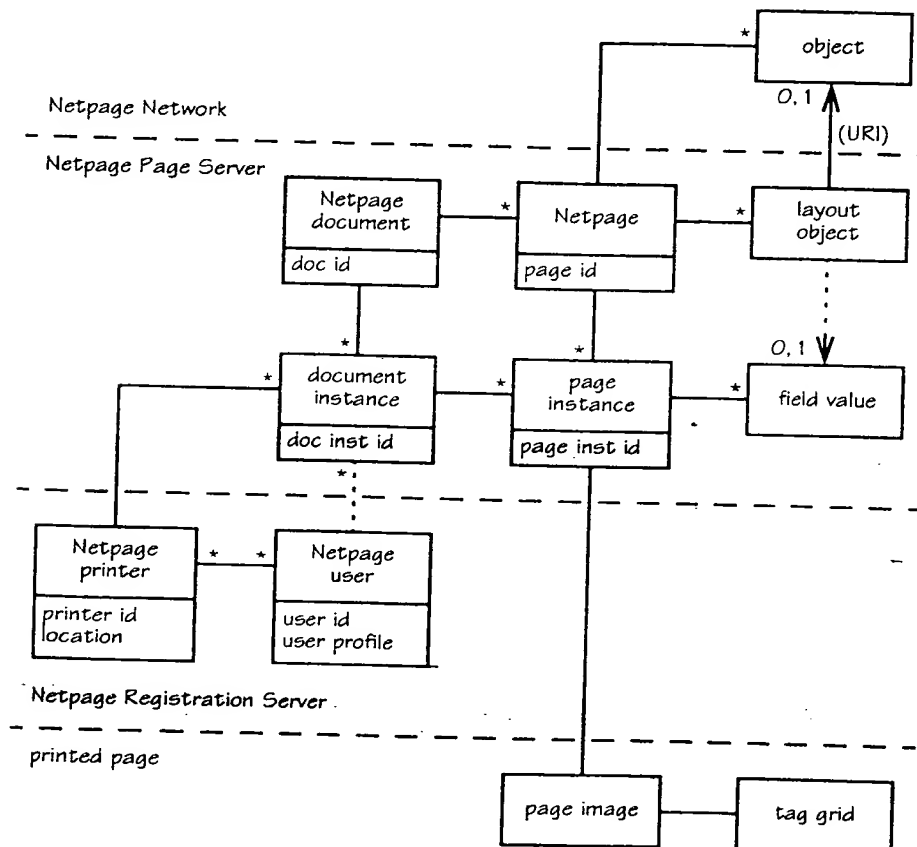 *
object
0, 1
Netpage Network
(URI)
Netpage Page Server
Netpage
document
doc id
*
Netpage
page id
*
layout
object
*
*
0, 1
*
document
instance
doc inst id
*
page
instance
page inst id
*
field value
*
Netpage
printer
printer id
location
*
*
Netpage
user
user id
user profile
Netpage Registration Server
printed page
page image
tag grid